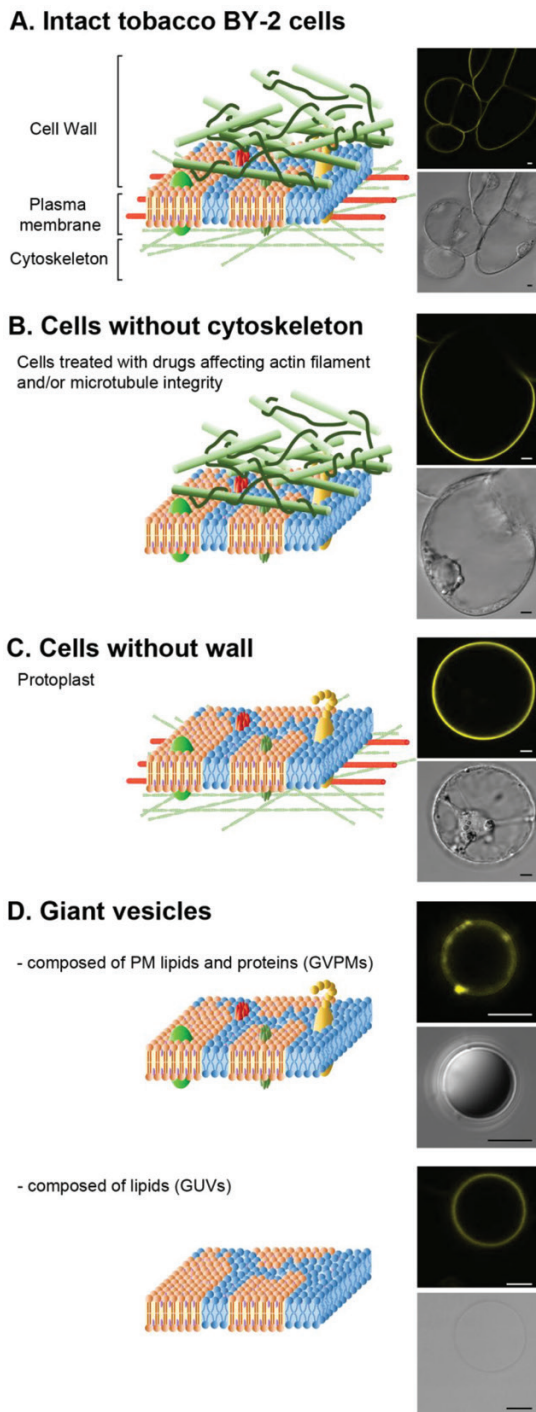 A. Intact tobacco BY-2 cells
Cell Wall
Plasma
membrane
Cytoskeleton
B. Cells without cytoskeleton
Cells treated with drugs affecting actin filament
and/or microtubule integrity
C. Cells without wall
Protoplast
D. Giant vesicles
- composed of PM lipids and proteins (GVPMs)
- composed of lipids (GUVs)